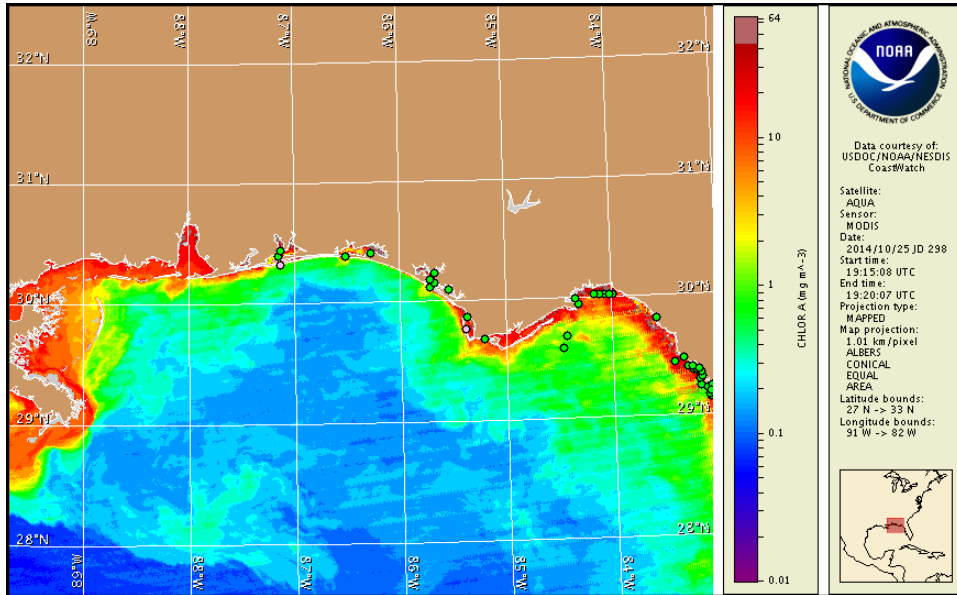 89°W 88°W 87°W 86°W 85°W 84°W
32°N 32°N
31°N 31°N
30°N 30°N
29°N 29°N
28°N 28°N
89°W 88°W 87°W 86°W 85°W 84°W
64
10
1
0.1
0.01
CHLOR A (mg m^-3)
NATIONAL OCEANIC AND ATMOSPHERIC ADMINISTRATION
NOAA
U.S. DEPARTMENT OF COMMERCE
Data courtesy of:
USDOC/NOAA/NESDIS
CoastWatch
Satellite:
AQUA
Sensor:
MODIS
Date:
2014/10/25 JD 298
Start time:
19:15:08 UTC
End time:
19:20:07 UTC
Projection type:
MAPPED
Map projection:
1.01 km/pixel
ALBERS
CONICAL
EQUAL
AREA
Latitude bounds:
27 N -> 33 N
Longitude bounds:
91 W -> 82 W